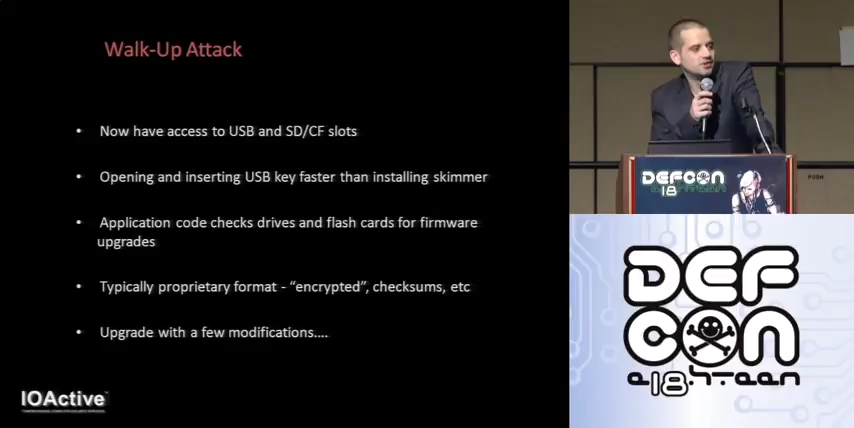 Walk-Up Attack
• Now have access to USB and SD/CF slots
• Opening and inserting USB key faster than installing skimmer
• Application code checks drives and flash cards for firmware
upgrades
• Typically proprietary format - “encrypted”, checksums, etc
• Upgrade with a few modifications....
IOActive
DEFCON
18
PUSH
DEF
CON
e18hteen